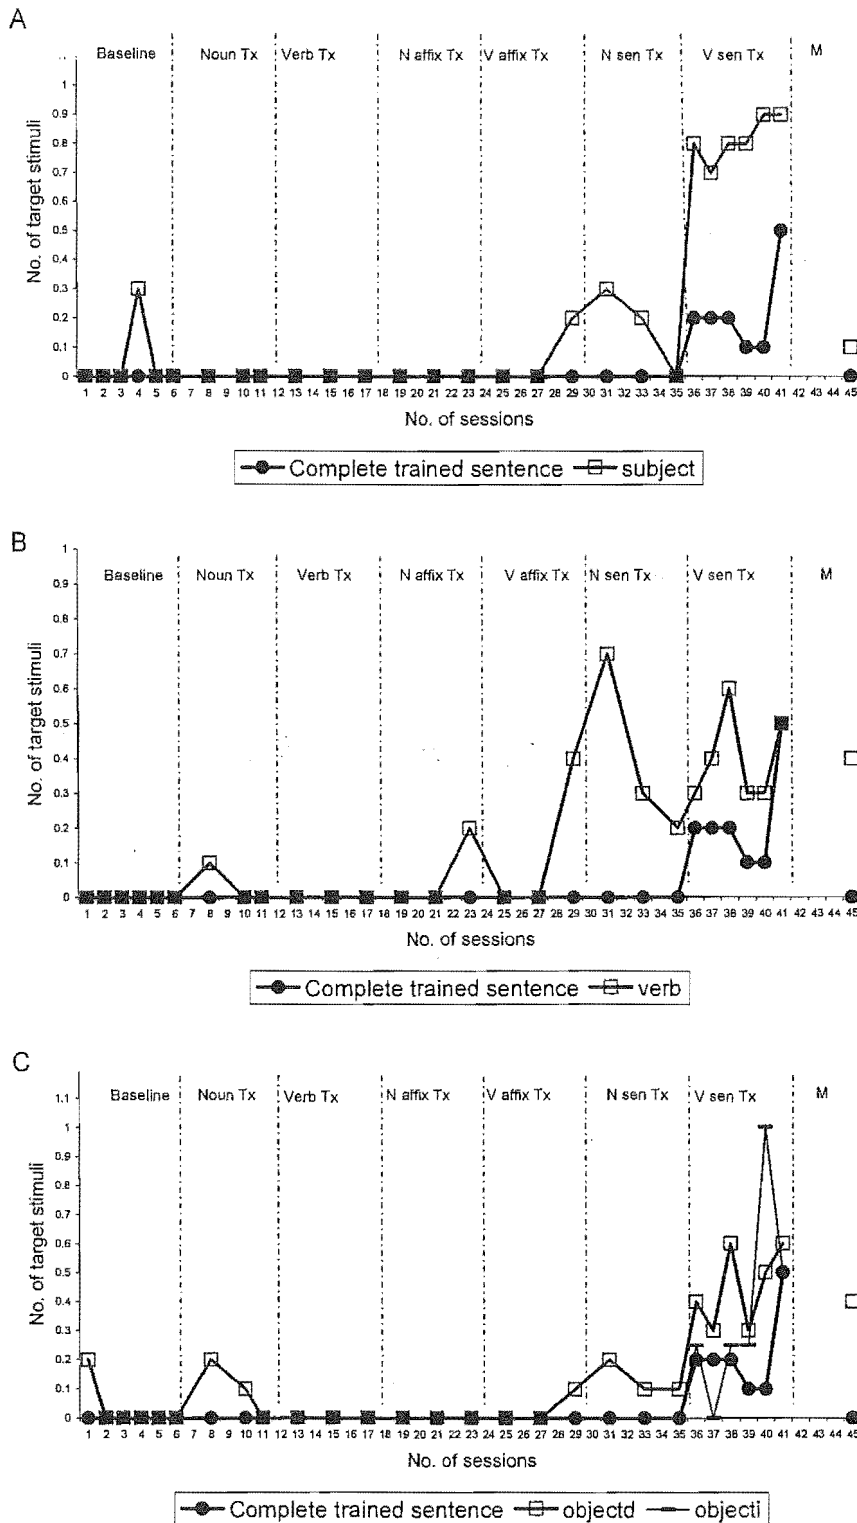 A
Baseline Noun Tx Verb Tx N affix Tx V affix Tx N sen Tx V sen Tx M
1
0.9
0.8
0.7
0.6
0.5
0.4
0.3
0.2
0.1
0
No. of target stimuli
1 2 3 4 5 6 7 8 9 10 11 12 13 14 15 16 17 18 19 20 21 22 23 24 25 26 27 28 29 30 31 32 33 34 35 36 37 38 39 40 41 42 43 44 45
No. of sessions
Complete trained sentence subject
B
Baseline Noun Tx Verb Tx N affix Tx V affix Tx N sen Tx V sen Tx M
1
0.9
0.8
0.7
0.6
0.5
0.4
0.3
0.2
0.1
0
No. of target stimuli
1 2 3 4 5 6 7 8 9 10 11 12 13 14 15 16 17 18 19 20 21 22 23 24 25 26 27 28 29 30 31 32 33 34 35 36 37 38 39 40 41 42 43 44 45
No. of sessions
Complete trained sentence verb
C
Baseline Noun Tx Verb Tx N affix Tx V affix Tx N sen Tx V sen Tx M
1.1
1
0.9
0.8
0.7
0.6
0.5
0.4
0.3
0.2
0.1
0
No. of target stimuli
1 2 3 4 5 6 7 8 9 10 11 12 13 14 15 16 17 18 19 20 21 22 23 24 25 26 27 28 29 30 31 32 33 34 35 36 37 38 39 40 41 42 43 44 45
No. of sessions
Complete trained sentence objectd objecti